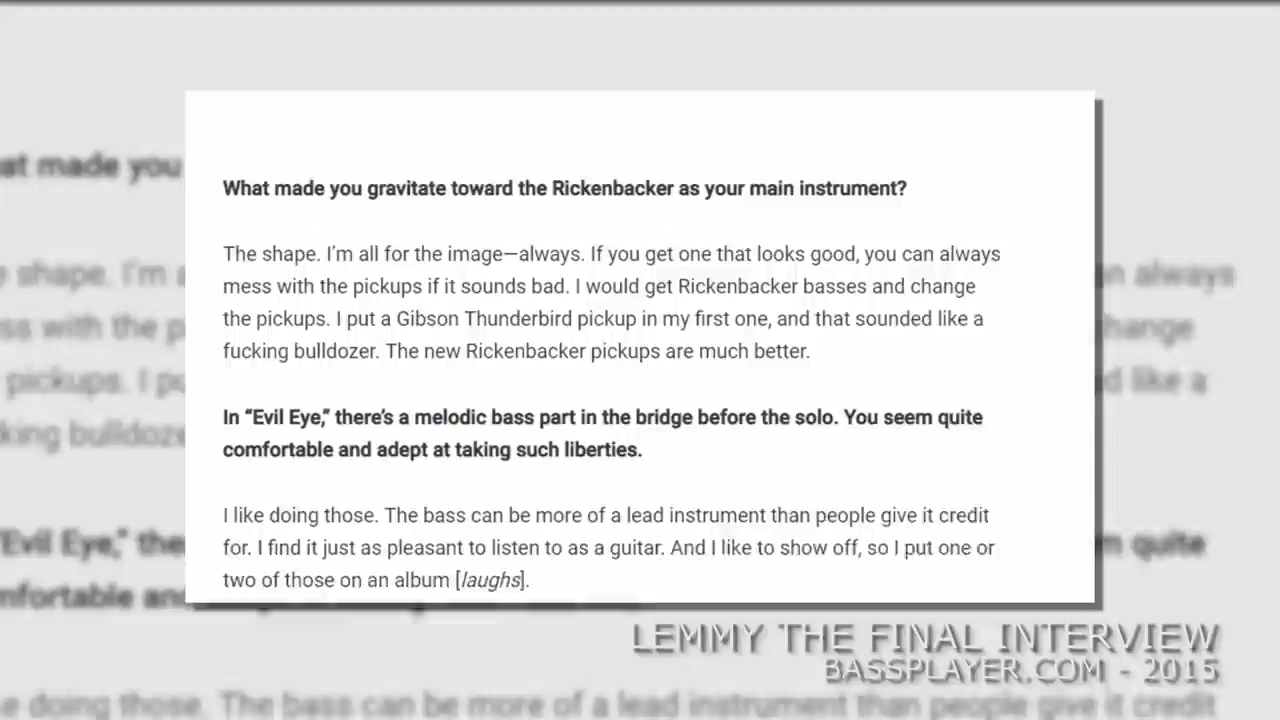 What made you gravitate toward the Rickenbacker as your main instrument?
The shape. I’m all for the image—always. If you get one that looks good, you can always
mess with the pickups if it sounds bad. I would get Rickenbacker basses and change
the pickups. I put a Gibson Thunderbird pickup in my first one, and that sounded like a
fucking bulldozer. The new Rickenbacker pickups are much better.
In “Evil Eye,” there’s a melodic bass part in the bridge before the solo. You seem quite
comfortable and adept at taking such liberties.
I like doing those. The bass can be more of a lead instrument than people give it credit
for. I find it just as pleasant to listen to as a guitar. And I like to show off, so I put one or
two of those on an album [laughs].
LEMMY THE FINAL INTERVIEW
BASSPLAYER.COM - 2015